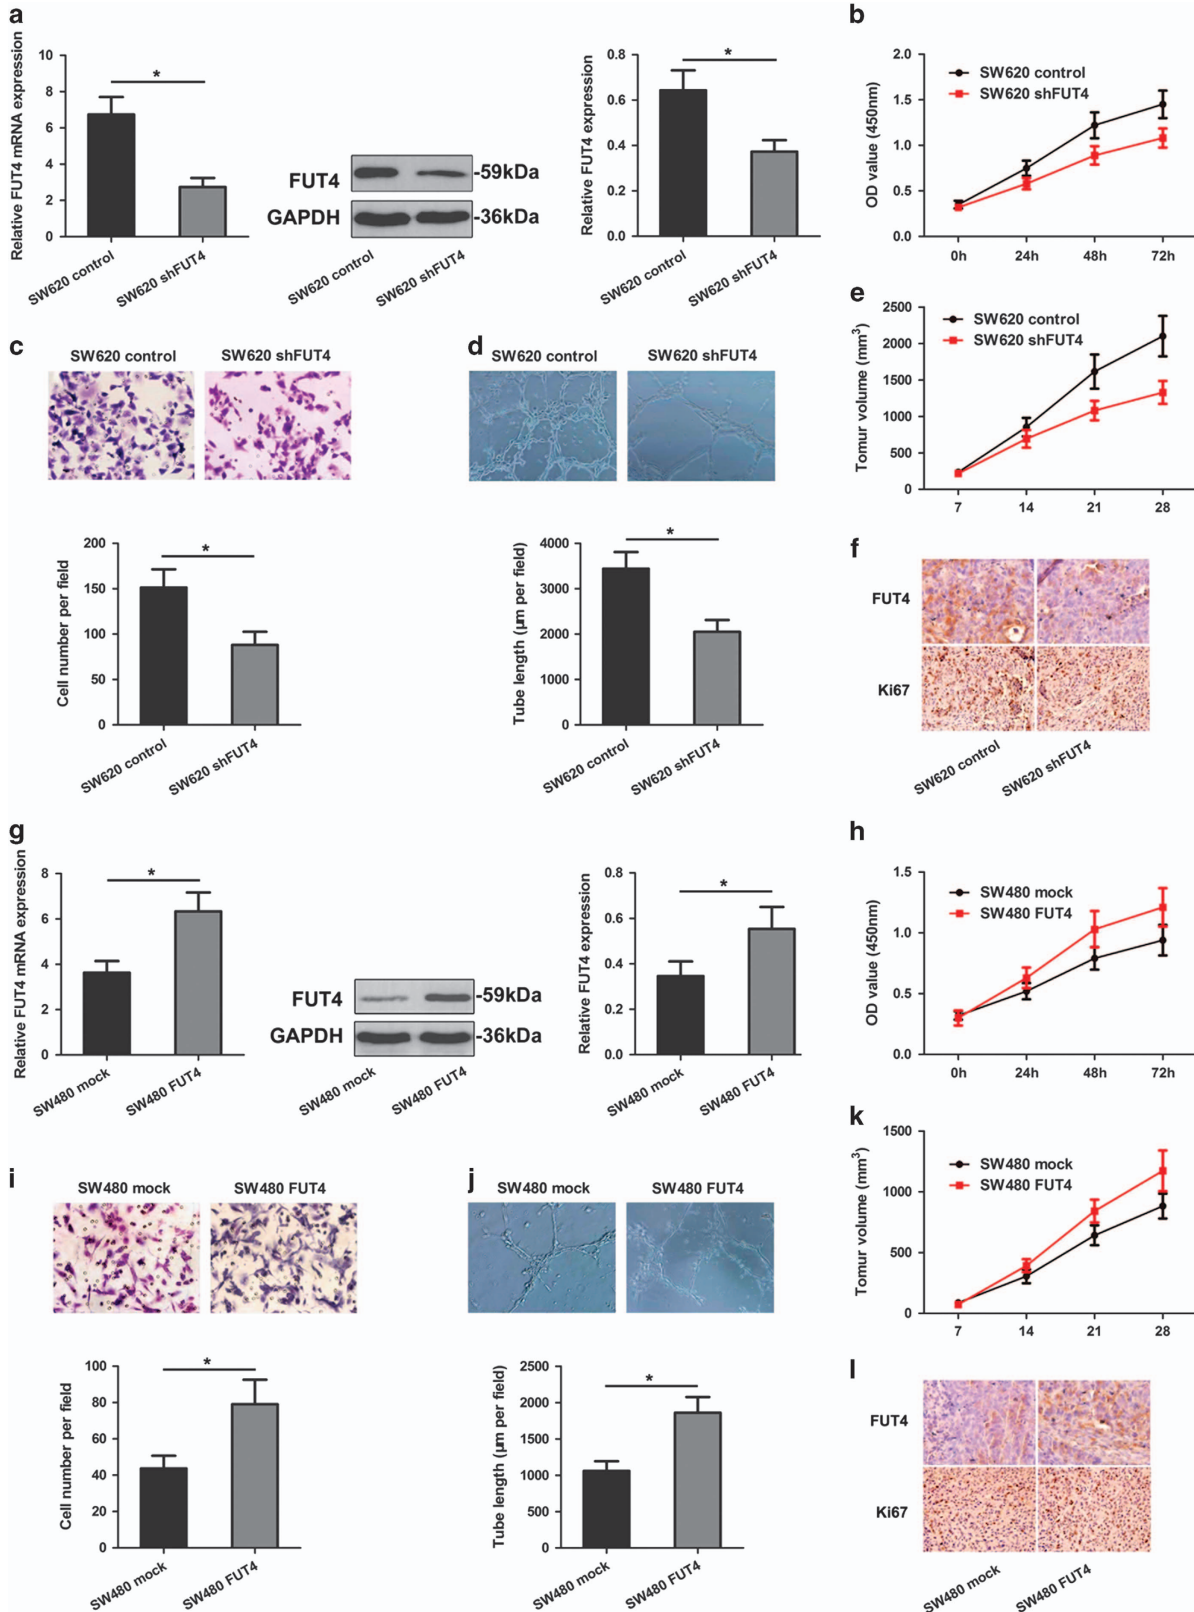 a
Relative FUT4 mRNA expression
10
8
6
4
2
0
*
SW620 control
SW620 shFUT4
FUT4
-59kDa
GAPDH
-36kDa
SW620 control
SW620 shFUT4
Relative FUT4 expression
0.8
0.6
0.4
0.2
0.0
*
SW620 control
SW620 shFUT4
b
OD value (450nm)
2.0
1.5
1.0
0.5
0.0
SW620 control
SW620 shFUT4
0h 24h 48h 72h
c
SW620 control SW620 shFUT4
Cell number per field
200
150
100
50
0
*
SW620 control
SW620 shFUT4
d
SW620 control SW620 shFUT4
Tube length (µm per field)
4000
3000
2000
1000
0
*
SW620 control
SW620 shFUT4
e
Tomur volume (mm³)
2500
2000
1500
1000
500
0
SW620 control
SW620 shFUT4
7 14 21 28
f
FUT4
Ki67
SW620 control
SW620 shFUT4
g
Relative FUT4 mRNA expression
8
6
4
2
0
*
SW480 mock
SW480 FUT4
FUT4
-59kDa
GAPDH
-36kDa
SW480 mock
SW480 FUT4
Relative FUT4 expression
0.8
0.6
0.4
0.2
0.0
*
SW480 mock
SW480 FUT4
h
OD value (450nm)
1.5
1.0
0.5
0.0
SW480 mock
SW480 FUT4
0h 24h 48h 72h
i
SW480 mock SW480 FUT4
Cell number per field
100
80
60
40
20
0
*
SW480 mock
SW480 FUT4
j
SW480 mock SW480 FUT4
Tube length (µm per field)
2500
2000
1500
1000
500
0
*
SW480 mock
SW480 FUT4
k
Tomur volume (mm³)
1500
1000
500
0
SW480 mock
SW480 FUT4
7 14 21 28
l
FUT4
Ki67
SW480 mock
SW480 FUT4